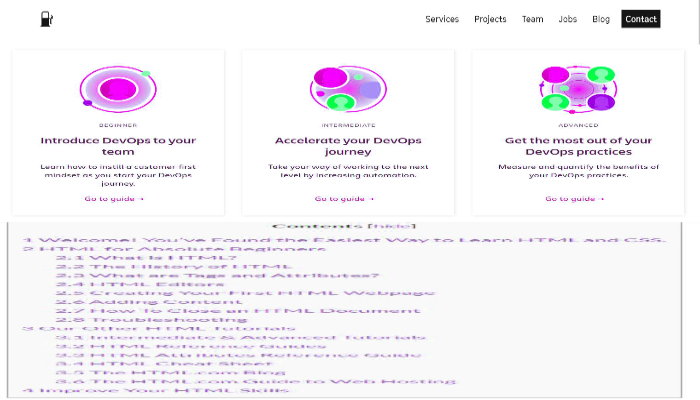 Services Projects Team Jobs Blog Contact
BEGINNER
Introduce DevOps to your
team
Learn how to instill a customer-first
mindset as you start your DevOps
journey.
Go to guide →
INTERMEDIATE
Accelerate your DevOps
journey
Take your way of working to the next
level by increasing automation.
Go to guide →
ADVANCED
Get the most out of your
DevOps practices
Measure and quantify the benefits of
your DevOps practices.
Go to guide →
Contents [hide]
1 Welcome! You've Found the Easiest Way to Learn HTML and CSS.
2 HTML for Absolute Beginners
2.1 What is HTML?
2.2 The History of HTML
2.3 What are Tags and Attributes?
2.4 HTML Editors
2.5 Creating Your First HTML Webpage
2.6 Adding Content
2.7 How To Close an HTML Document
2.8 Troubleshooting
3 Our Other HTML Tutorials
3.1 Intermediate & Advanced Tutorials
3.2 HTML Reference Guides
3.3 HTML Attributes Reference Guide
3.4 HTML Cheat Sheet
3.5 The HTML.com Blog
3.6 The HTML.com Guide to Web Hosting
4 Improve Your HTML Skills